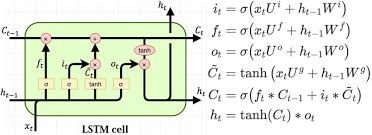 h_t
C_{t-1}
C_t
tanh
f_t
i_t
C̃_t
o_t
σ
σ
tanh
σ
h_{t-1}
h_t
x_t
LSTM cell
i_t = σ(x_t U^i + h_{t-1} W^i)
f_t = σ(x_t U^f + h_{t-1} W^f)
o_t = σ(x_t U^o + h_{t-1} W^o)
C̃_t = tanh(x_t U^g + h_{t-1} W^g)
C_t = σ(f_t * C_{t-1} + i_t * C̃_t)
h_t = tanh(C_t) * o_t